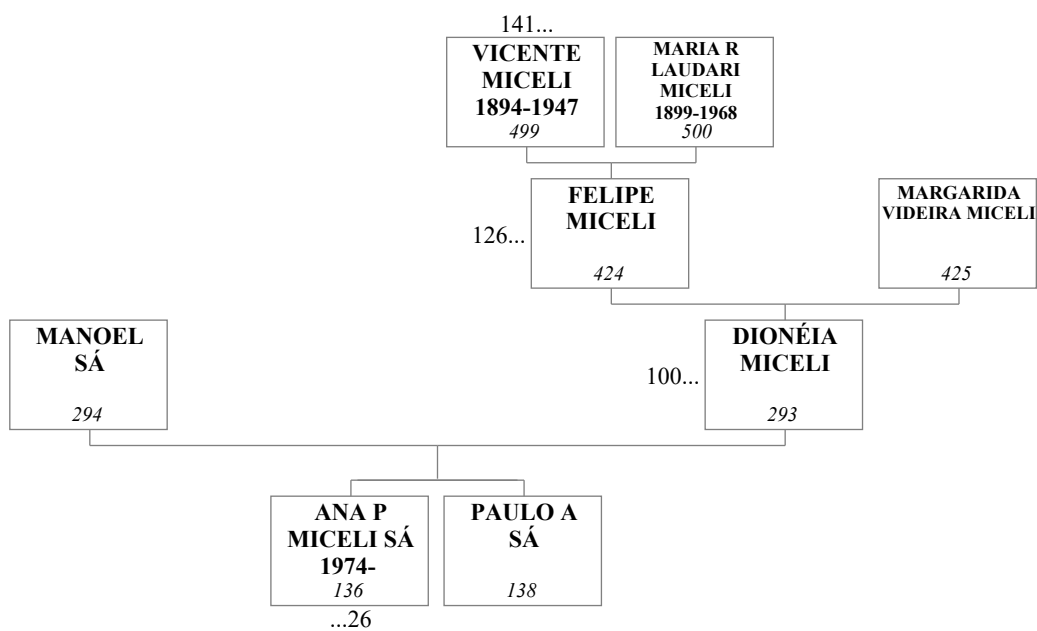 141...
VICENTE
MICELI
1894-1947
499
MARIA R
LAUDARI
MICELI
1899-1968
500
126...
FELIPE
MICELI
424
MARGARIDA
VIDEIRA MICELI
425
MANOEL
SÁ
294
100...
DIONÉIA
MICELI
293
ANA P
MICELI SÁ
1974-
136
...26
PAULO A
SÁ
138